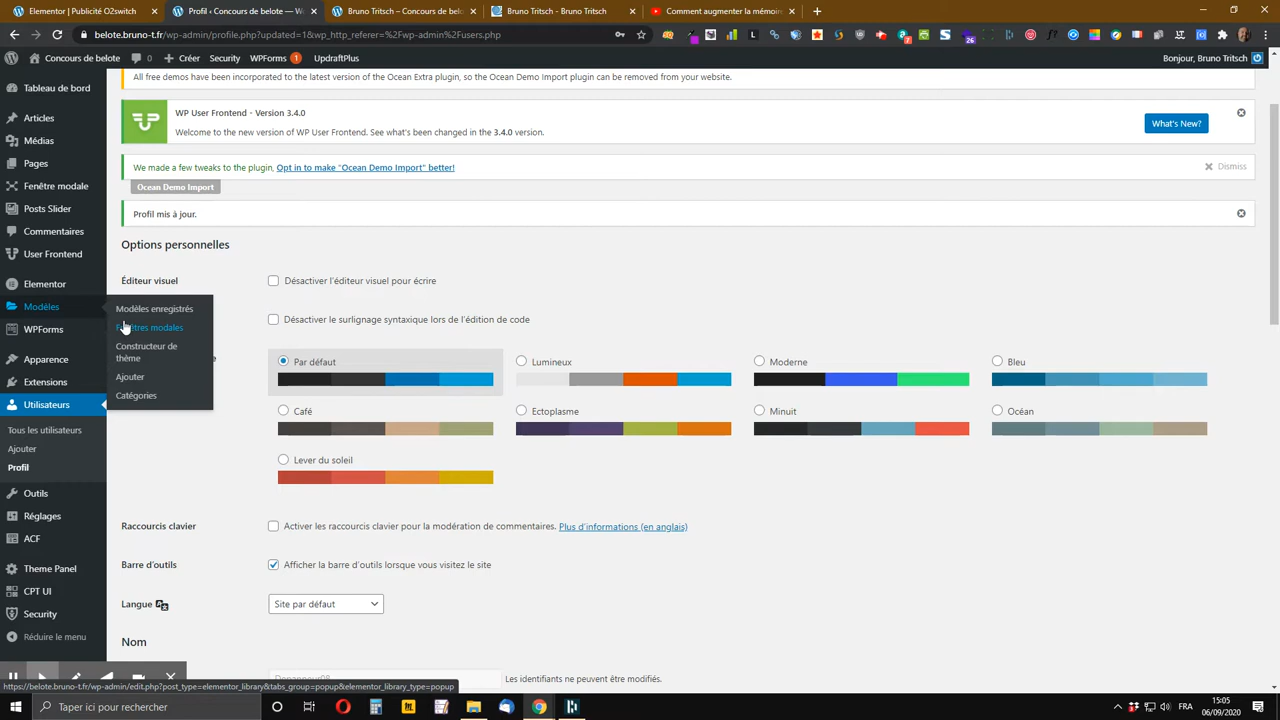 Elementor | Publicité en Push
Profil ‹ Concours de belote — W
Bruno Tritsch – Concours de belo
Bruno Tritsch - Bruno Tritsch
Comment augmenter la mémoire
belote.bruno-t.fr/wp-admin/profile.php?updated=1&wp_http_referer=%2Fwp-admin%2Fusers.php
Concours de belote
0
Créer
Security
WPForms 1
UpdraftPlus
Bonjour, Bruno Tritsch
All free demos have been incorporated to the latest version of the Ocean Extra plugin, so the Ocean Demo Import plugin can be removed from your website.
WP User Frontend - Version 3.4.0
Welcome to the new version of WP User Frontend. See what's been changed in the 3.4.0 version.
What's New?
We made a few tweaks to the plugin, Opt in to make "Ocean Demo Import" better!
Dismiss
Ocean Demo Import
Profil mis à jour.
Tableau de bord
Articles
Médias
Pages
Fenêtre modale
Posts Slider
Commentaires
User Frontend
Elementor
Modèles
WPForms
Apparence
Extensions
Utilisateurs
Tous les utilisateurs
Ajouter
Profil
Outils
Réglages
ACF
Theme Panel
CPT UI
Security
Réduire le menu
Modèles enregistrés
Fenêtres modales
Constructeur de
thème
Ajouter
Catégories
Options personnelles
Éditeur visuel
Désactiver l'éditeur visuel pour écrire
Désactiver le surlignage syntaxique lors de l'édition de code
Par défaut
Lumineux
Moderne
Bleu
Café
Ectoplasme
Minuit
Océan
Lever du soleil
Raccourcis clavier
Activer les raccourcis clavier pour la modération de commentaires. Plus d'informations (en anglais)
Barre d'outils
Afficher la barre d'outils lorsque vous visitez le site
Langue
Site par défaut
Nom
Les identifiants ne peuvent être modifiés.
https://belote.bruno-t.fr/wp-admin/edit.php?post_type=elementor_library&tabs_group=popup&elementor_library_type=popup
Taper ici pour rechercher
FRA
15:05
06/09/2020